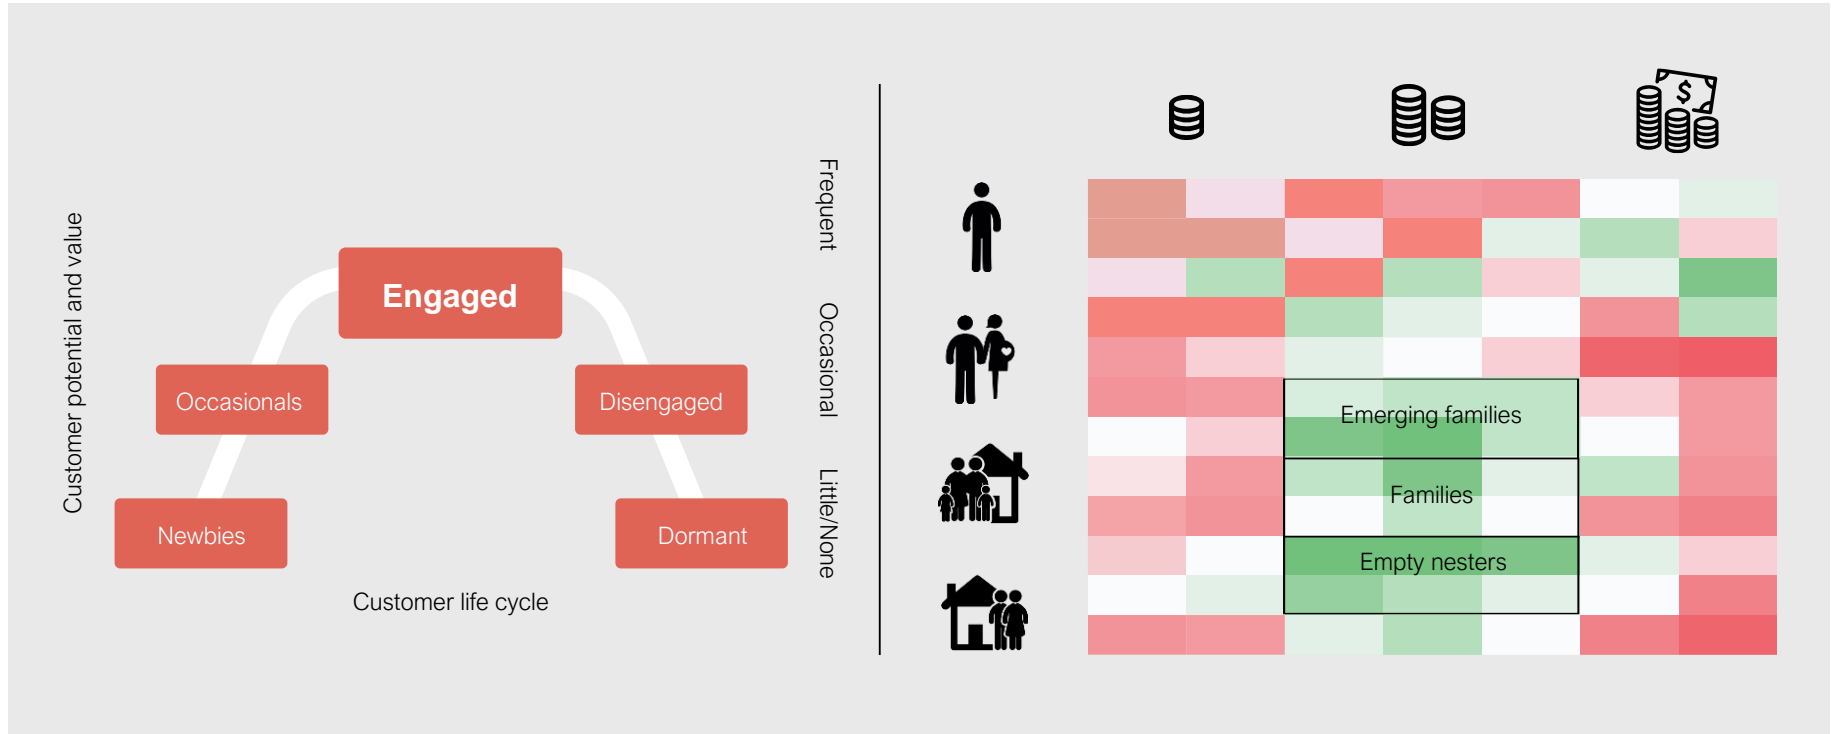 Customer potential and value
Engaged
Occasionals
Disengaged
Newbies
Dormant
Customer life cycle
Frequent
Occasional
Little/None
$
Emerging families
Families
Empty nesters